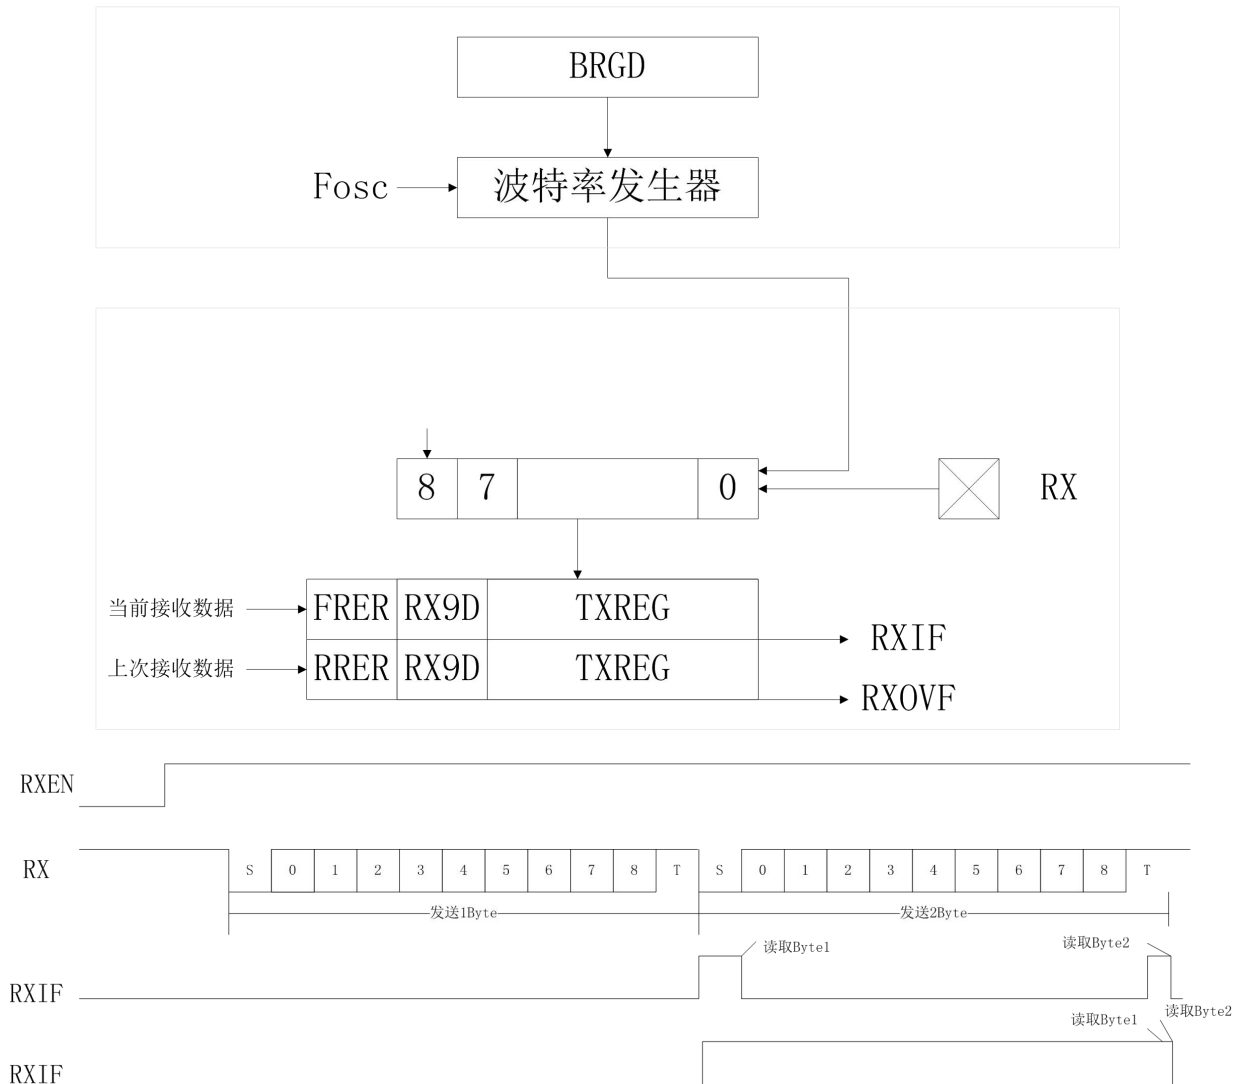 BRGD
Fosc 波特率发生器
8 7 0 RX
当前接收数据 FRER RX9D TXREG
RXIF
上次接收数据 RRER RX9D TXREG
RXOVF
RXEN
RX S 0 1 2 3 4 5 6 7 8 T S 0 1 2 3 4 5 6 7 8 T
发送1Byte 发送2Byte
读取Byte1 读取Byte2
RXIF
读取Byte1 读取Byte2
RXIF